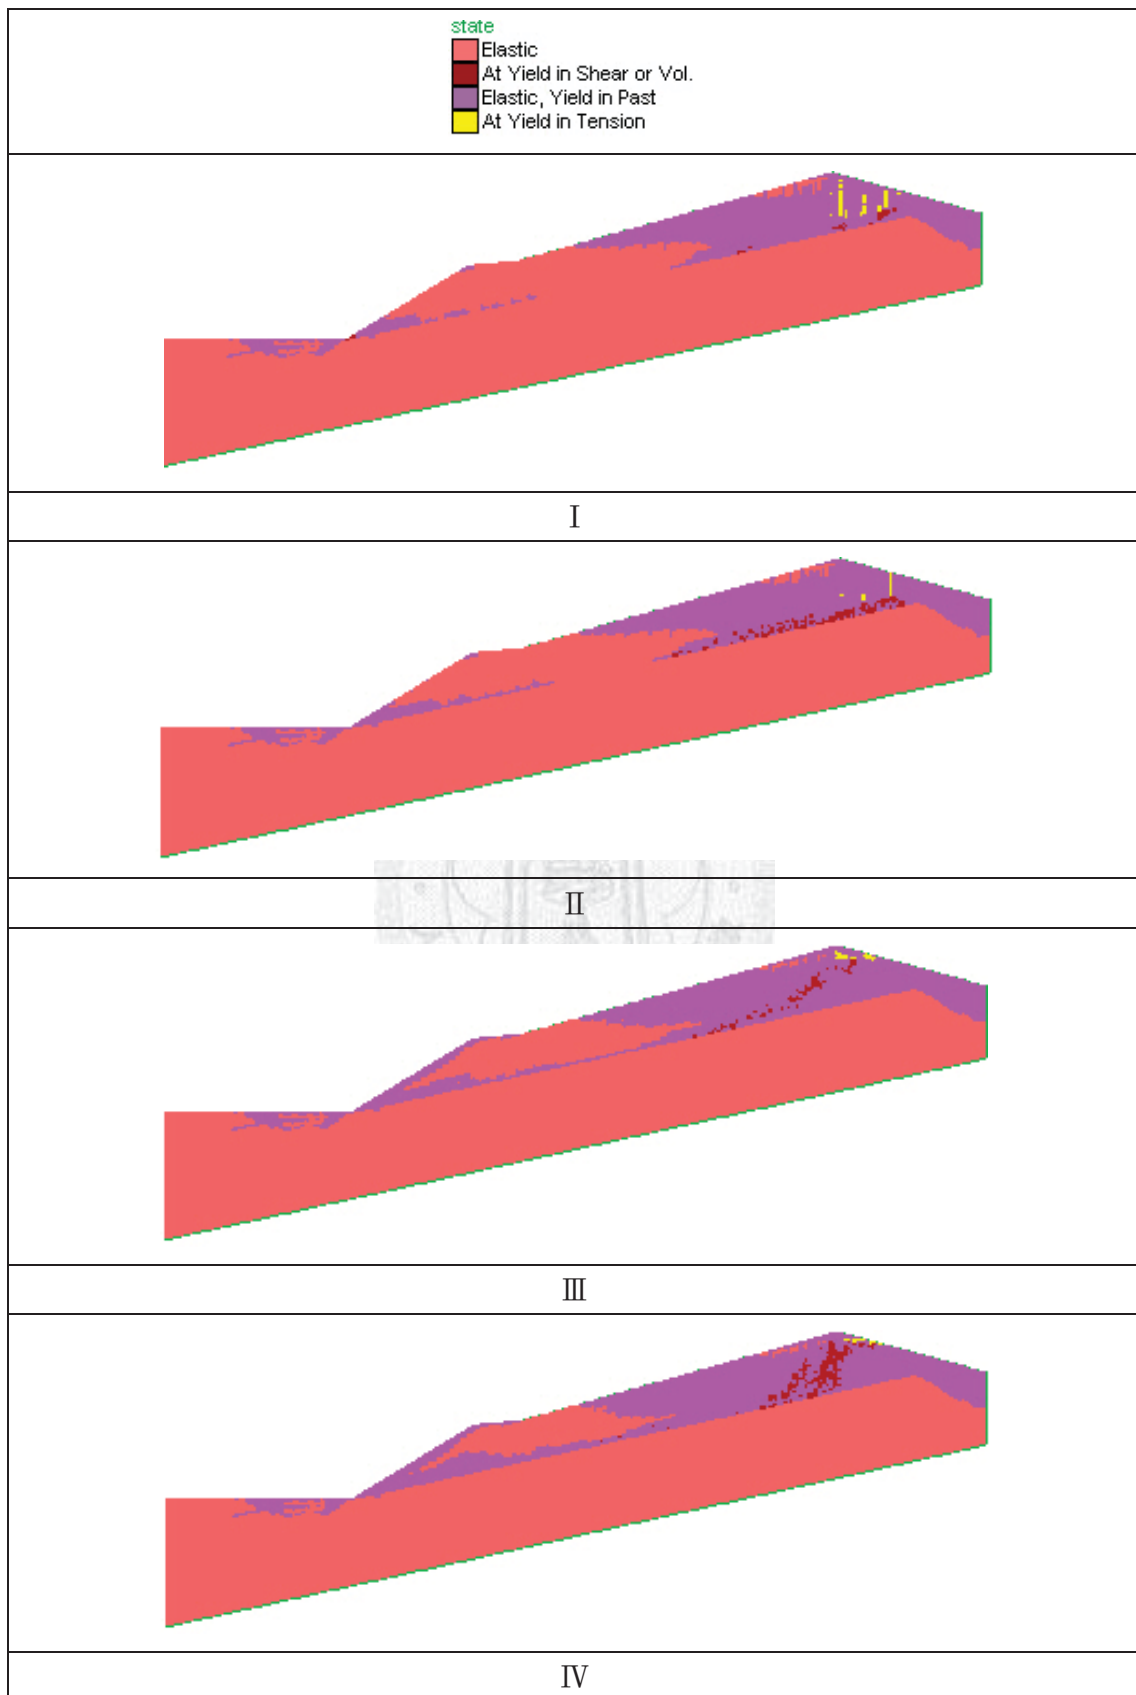 state
Elastic
At Yield in Shear or Vol.
Elastic, Yield in Past
At Yield in Tension
Ⅰ
Ⅱ
Ⅲ
Ⅳ